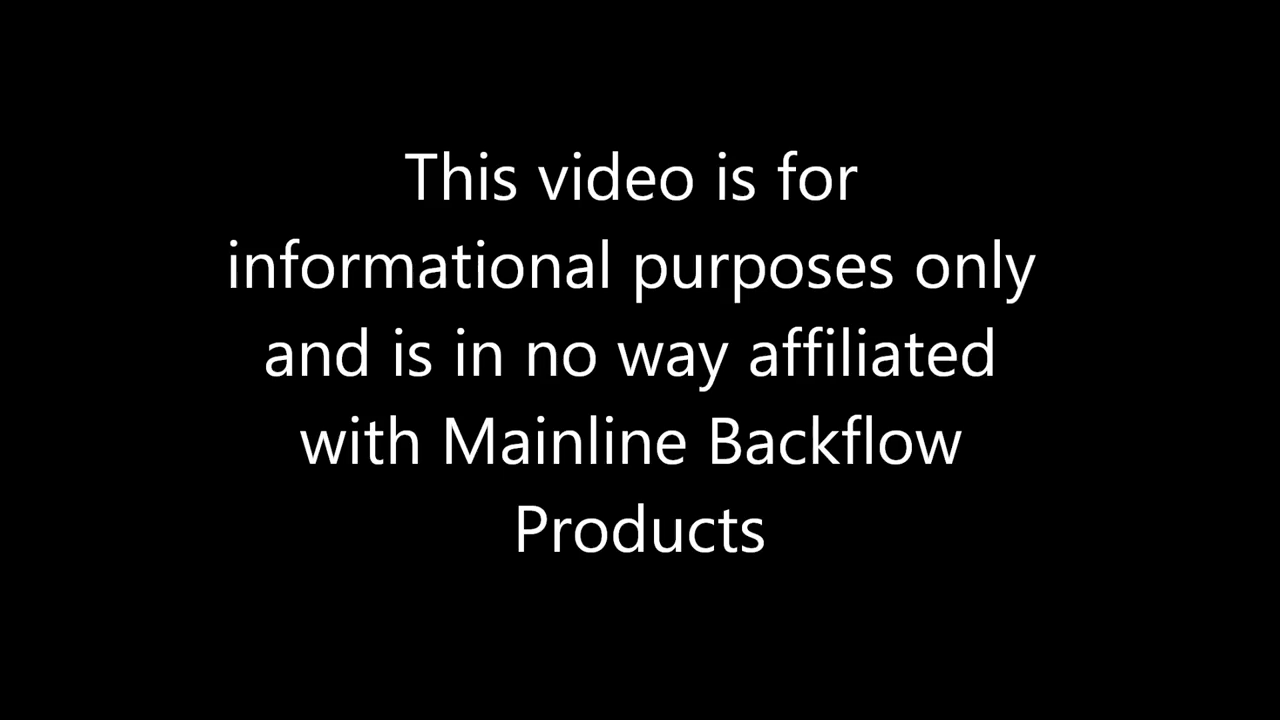 This video is for
informational purposes only
and is in no way affiliated
with Mainline Backflow
Products